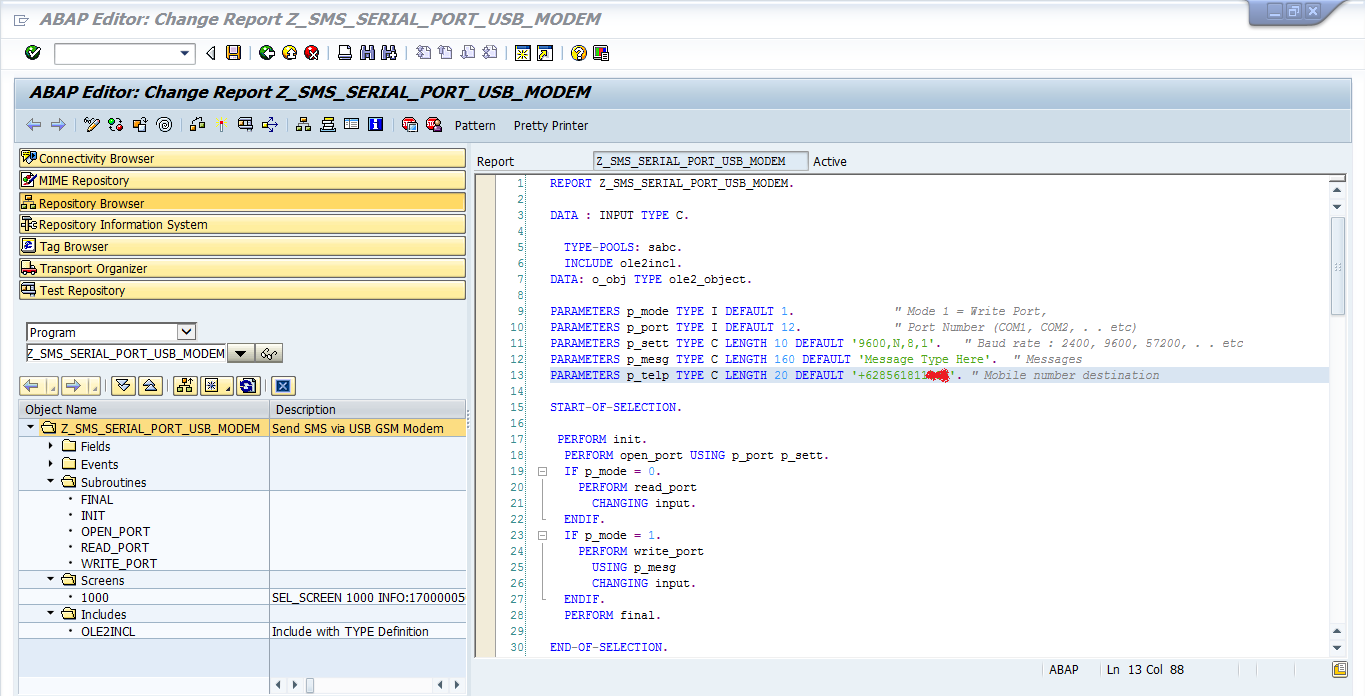 ABAP Editor: Change Report Z_SMS_SERIAL_PORT_USB_MODEM
ABAP Editor: Change Report Z_SMS_SERIAL_PORT_USB_MODEM
Pattern Pretty Printer
Connectivity Browser
MIME Repository
Repository Browser
Repository Information System
Tag Browser
Transport Organizer
Test Repository
Program
Z_SMS_SERIAL_PORT_USB_MODEM
Object Name Description
Z_SMS_SERIAL_PORT_USB_MODEM Send SMS via USB GSM Modem
Fields
Events
Subroutines
FINAL
INIT
OPEN_PORT
READ_PORT
WRITE_PORT
Screens
1000 SEL_SCREEN 1000 INFO:17000005
Includes
OLE2INCL Include with TYPE Definition
Report Z_SMS_SERIAL_PORT_USB_MODEM Active
1 REPORT Z_SMS_SERIAL_PORT_USB_MODEM.
2
3 DATA : INPUT TYPE C.
4
5 TYPE-POOLS: sabc.
6 INCLUDE ole2incl.
7 DATA: o_obj TYPE ole2_object.
8
9 PARAMETERS p_mode TYPE I DEFAULT 1. " Mode 1 = Write Port,
10 PARAMETERS p_port TYPE I DEFAULT 12. " Port Number (COM1, COM2, . . etc)
11 PARAMETERS p_sett TYPE C LENGTH 10 DEFAULT '9600,N,8,1'. " Baud rate : 2400, 9600, 57200, . . etc
12 PARAMETERS p_mesg TYPE C LENGTH 160 DEFAULT 'Message Type Here'. " Messages
13 PARAMETERS p_telp TYPE C LENGTH 20 DEFAULT '+62856181 '. " Mobile number destination
14
15 START-OF-SELECTION.
16
17 PERFORM init.
18 PERFORM open_port USING p_port p_sett.
19 IF p_mode = 0.
20 PERFORM read_port
21 CHANGING input.
22 ENDIF.
23 IF p_mode = 1.
24 PERFORM write_port
25 USING p_mesg
26 CHANGING input.
27 ENDIF.
28 PERFORM final.
29
30 END-OF-SELECTION.
ABAP Ln 13 Col 88